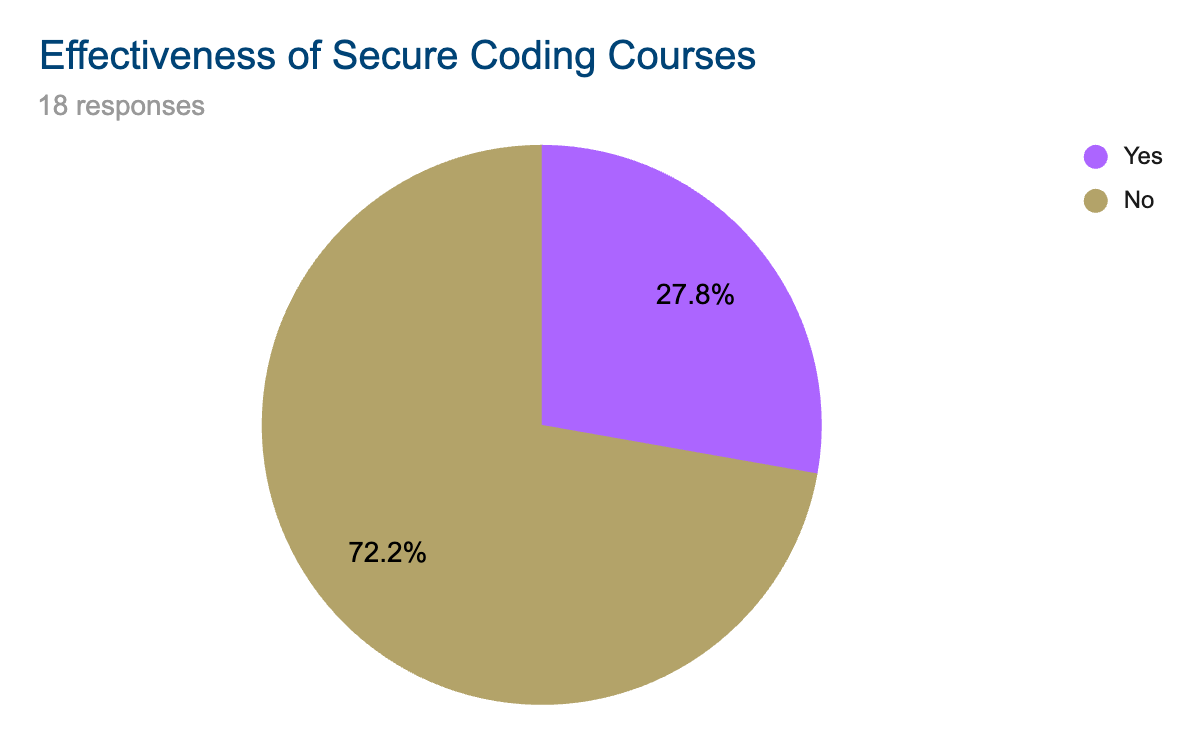 Effectiveness of Secure Coding Courses
18 responses
Yes
No
27.8%
72.2%